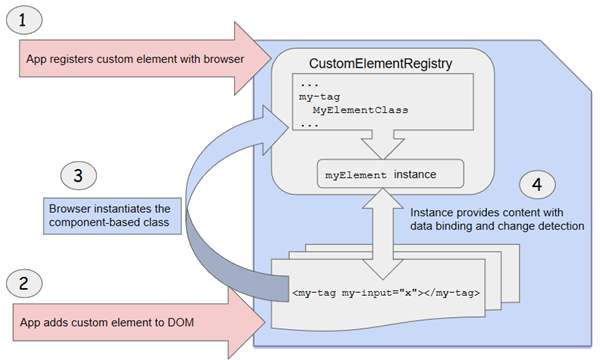 1
App registers custom element with browser
CustomElementRegistry
...
my-tag
MyElementClass
...
myElement instance
3
Browser instantiates the
component-based class
4
Instance provides content with
data binding and change detection
2
App adds custom element to DOM
<my-tag my-input="x"></my-tag>